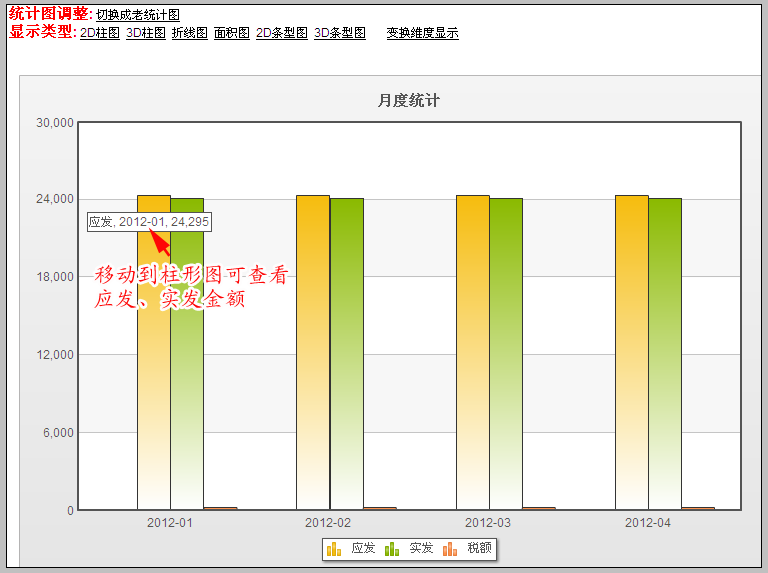 统计图调整: 切换成老统计图
显示类型: 2D柱图 3D柱图 折线图 面积图 2D条型图 3D条型图 变换维度显示
月度统计
30,000
24,000
应发, 2012-01, 24,295
移动到柱形图可查看
应发、实发金额
18,000
12,000
6,000
0
2012-01 2012-02 2012-03 2012-04
应发 实发 税额